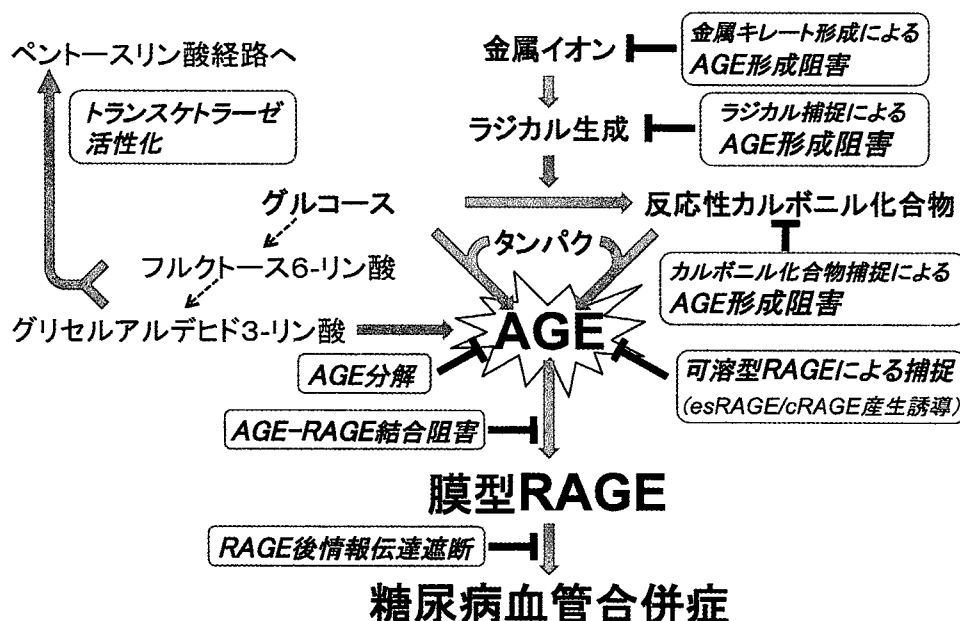 ペントースリン酸経路へ
トランスケトラーゼ
活性化
金属イオン
金属キレート形成による
AGE形成阻害
ラジカル生成
ラジカル捕捉による
AGE形成阻害
グルコース
反応性カルボニル化合物
タンパク
フルクトース6-リン酸
カルボニル化合物捕捉による
AGE形成阻害
グリセルアルデヒド3-リン酸
AGE
AGE分解
可溶型RAGEによる捕捉
(esRAGE/cRAGE産生誘導)
AGE-RAGE結合阻害
膜型RAGE
RAGE後情報伝達遮断
糖尿病血管合併症